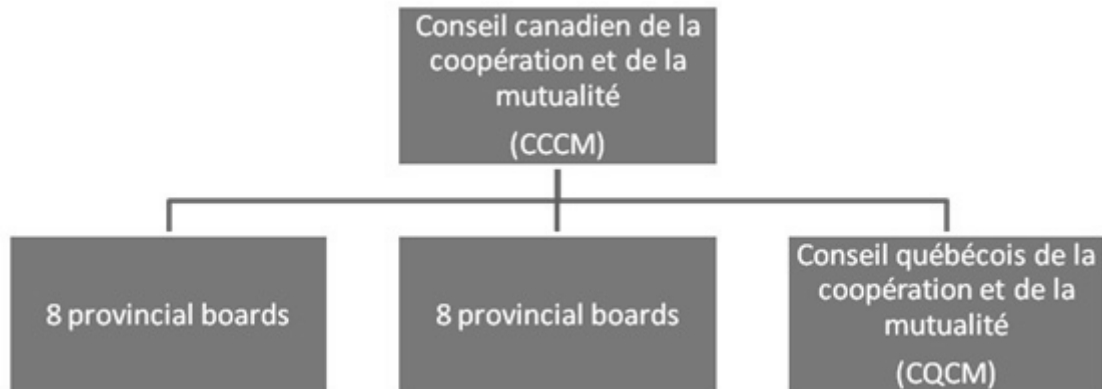 Conseil canadien de la
coopération et de la
mutualité
(CCCM)
8 provincial boards
8 provincial boards
Conseil québécois de la
coopération et de la
mutualité
(CQCM)